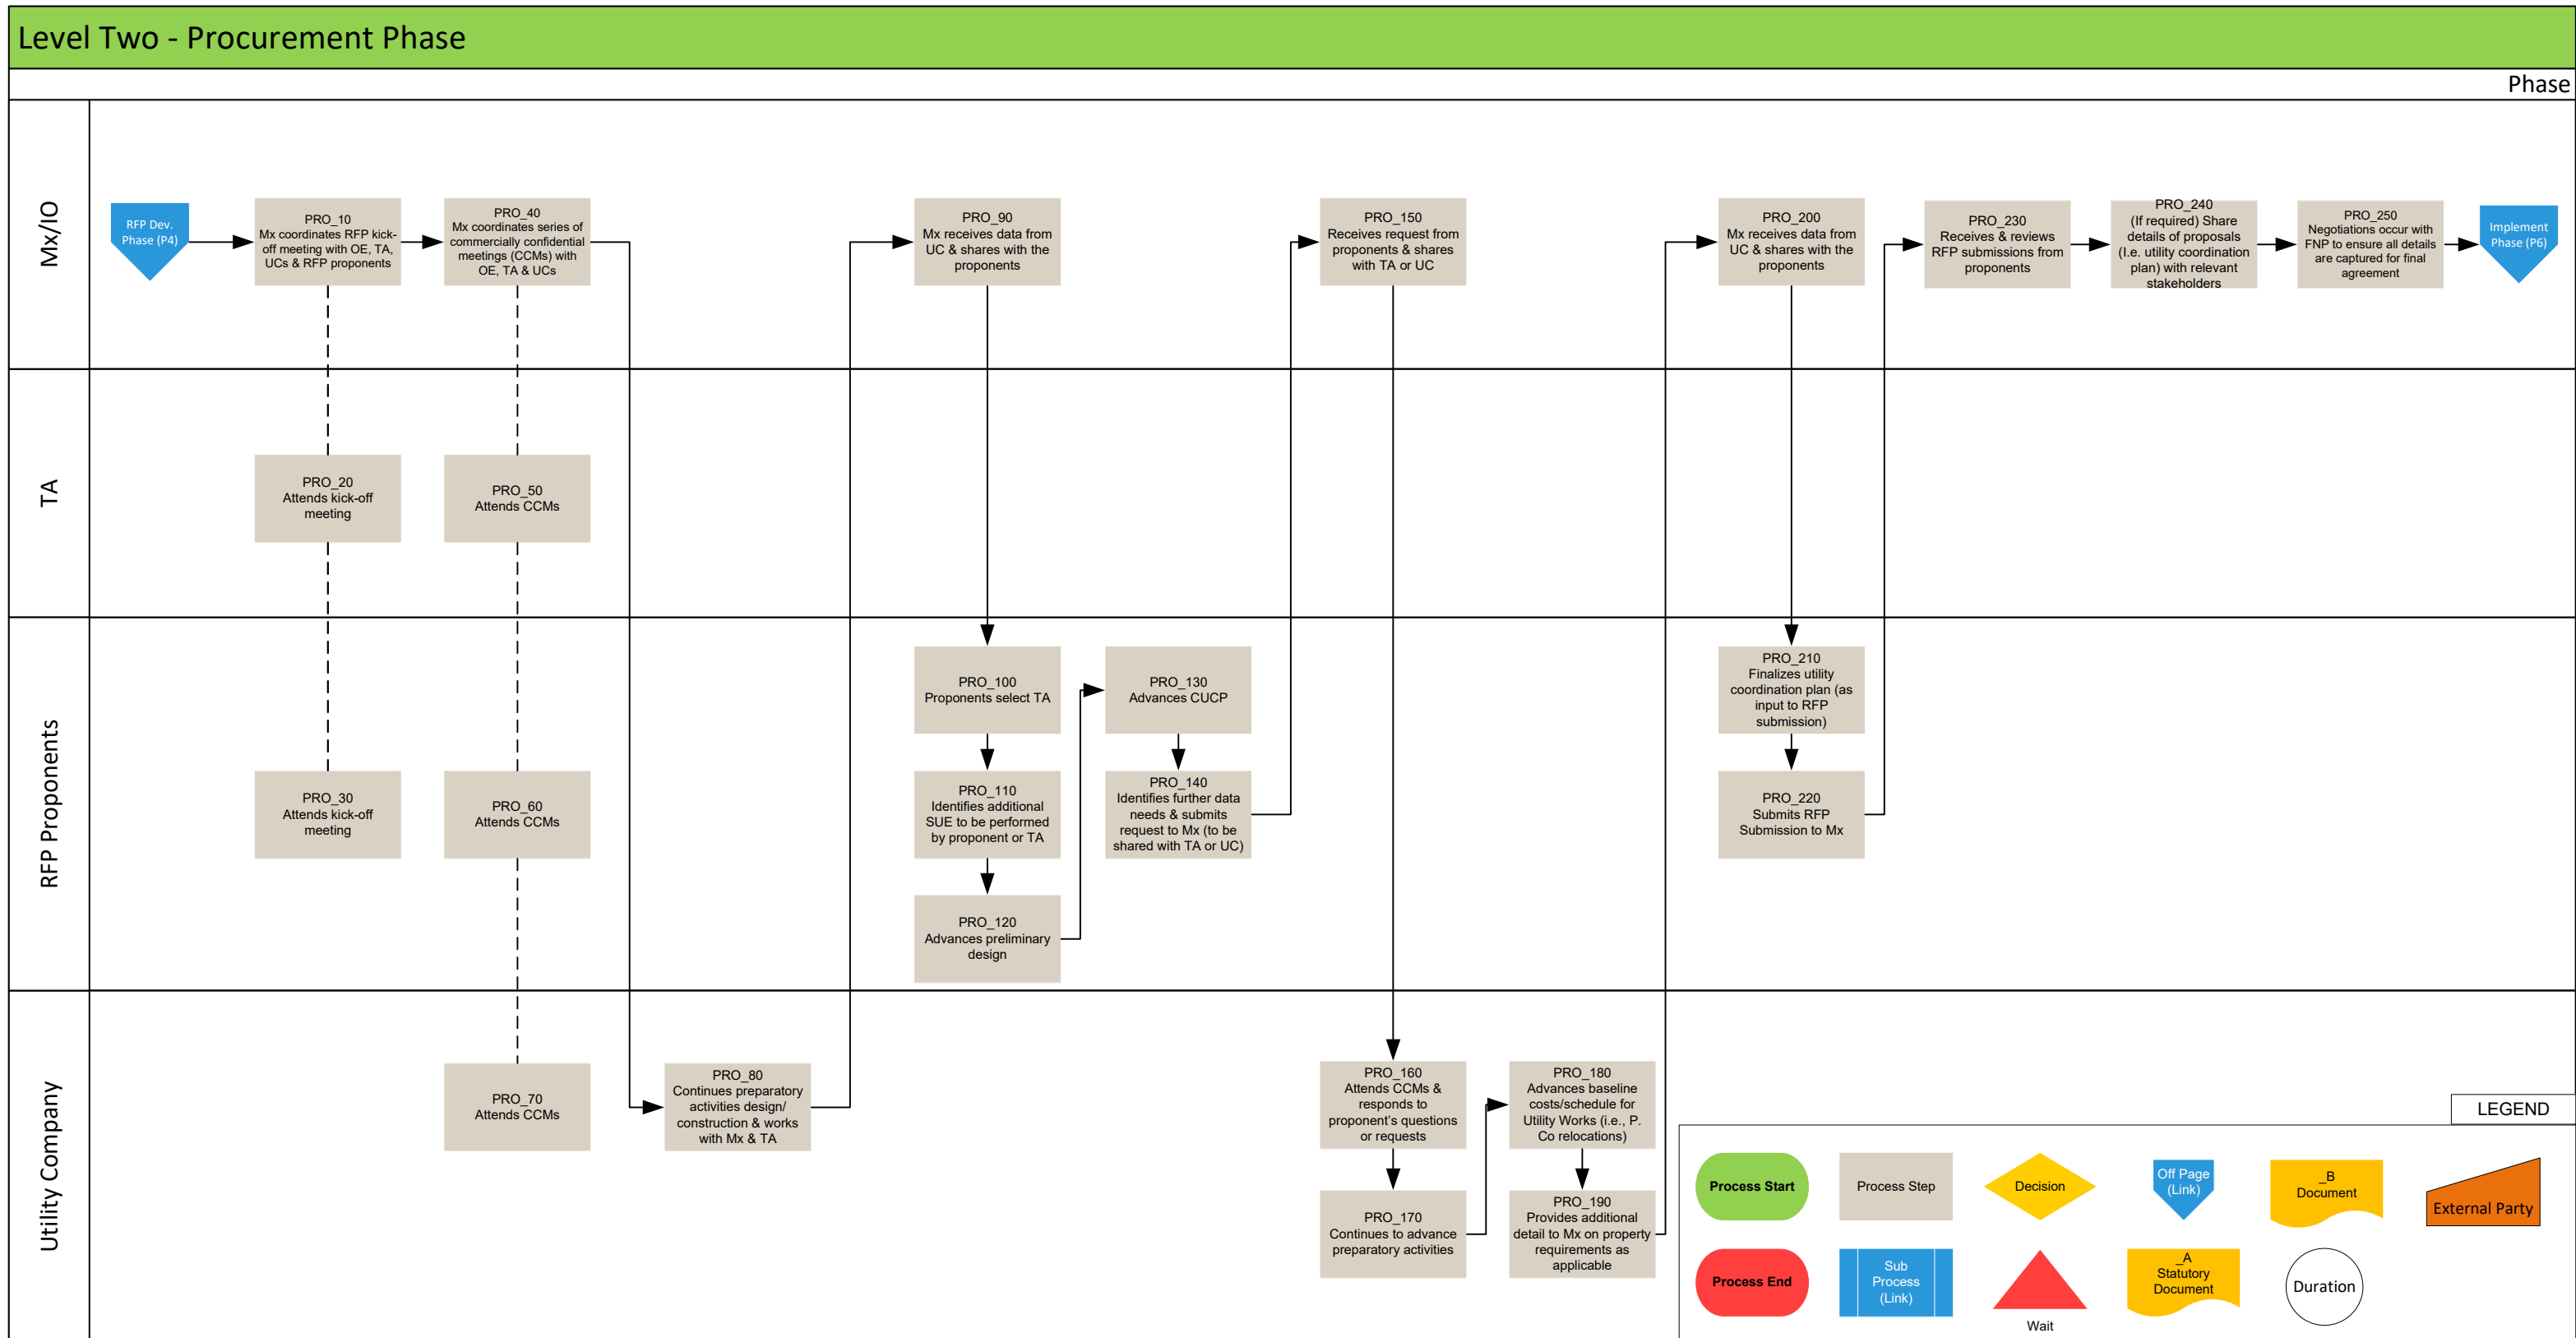 Level Two - Procurement Phase
Phase
Mx/IO
RFP Dev.
Phase (P4)
PRO_10
Mx coordinates RFP kick-
off meeting with OE, TA,
UCs & RFP proponents
PRO_40
Mx coordinates series of
commercially confidential
meetings (CCMs) with
OE, TA & UCs
PRO_90
Mx receives data from
UC & shares with the
proponents
PRO_150
Receives request from
proponents & shares
with TA or UC
PRO_200
Mx receives data from
UC & shares with the
proponents
PRO_230
Receives & reviews
RFP submissions from
proponents
PRO_240
(If required) Share
details of proposals
(I.e. utility coordination
plan) with relevant
stakeholders
PRO_250
Negotiations occur with
FNP to ensure all details
are captured for final
agreement
Implement
Phase (P6)
TA
PRO_20
Attends kick-off
meeting
PRO_50
Attends CCMs
RFP Proponents
PRO_30
Attends kick-off
meeting
PRO_60
Attends CCMs
PRO_100
Proponents select TA
PRO_110
Identifies additional
SUE to be performed
by proponent or TA
PRO_120
Advances preliminary
design
PRO_130
Advances CUCP
PRO_140
Identifies further data
needs & submits
request to Mx (to be
shared with TA or UC)
PRO_210
Finalizes utility
coordination plan (as
input to RFP
submission)
PRO_220
Submits RFP
Submission to Mx
Utility Company
PRO_70
Attends CCMs
PRO_80
Continues preparatory
activities design/
construction & works
with Mx & TA
PRO_160
Attends CCMs &
responds to
proponent's questions
or requests
PRO_170
Continues to advance
preparatory activities
PRO_180
Advances baseline
costs/schedule for
Utility Works (i.e., P.
Co relocations)
PRO_190
Provides additional
detail to Mx on property
requirements as
applicable
LEGEND
Process Start
Process Step
Decision
Off Page
(Link)
_B
Document
External Party
Process End
Sub
Process
(Link)
Wait
_A
Statutory
Document
Duration